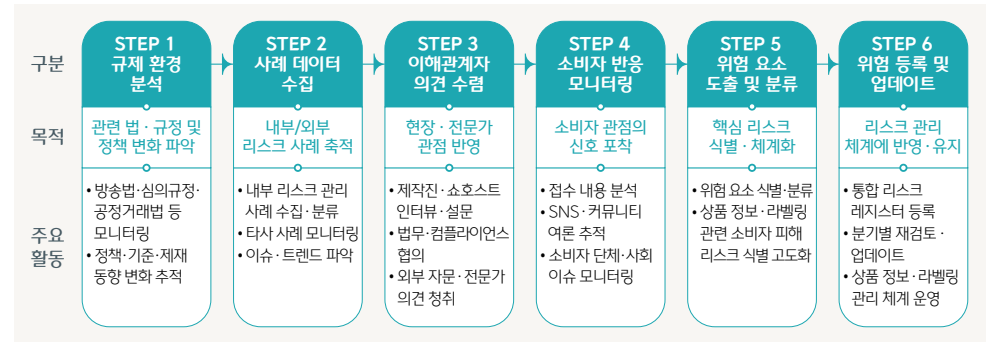 구분
STEP 1
규제 환경
분석
STEP 2
사례 데이터
수집
STEP 3
이해관계자
의견 수렴
STEP 4
소비자 반응
모니터링
STEP 5
위험 요소
도출 및 분류
STEP 6
위험 등록 및
업데이트
목적
관련 법·규정 및
정책 변화 파악
내부/외부
리스크 사례 축적
현장·전문가
관점 반영
소비자 관점의
신호 포착
핵심 리스크
식별·체계화
리스크 관리
체계에 반영·유지
주요
활동
• 방송법·심의규정·
공정거래법 등
모니터링
• 정책·기준·제재
동향 변화 추적
• 내부 리스크 관리
사례 수집·분류
• 타사 사례 모니터링
• 이슈·트렌드 파악
• 제작진·쇼호스트
인터뷰·설문
• 법무·컴플라이언스
협의
• 외부 자문·전문가
의견 청취
• 접수 내용 분석
• SNS·커뮤니티
여론 추적
• 소비자 단체·사회
이슈 모니터링
• 위험 요소 식별·분류
• 상품 정보·라벨링
관련 소비자 피해
리스크 식별 고도화
• 통합 리스크
레지스터 등록
• 분기별 재검토·
업데이트
• 상품 정보·라벨링
관리 체계 운영